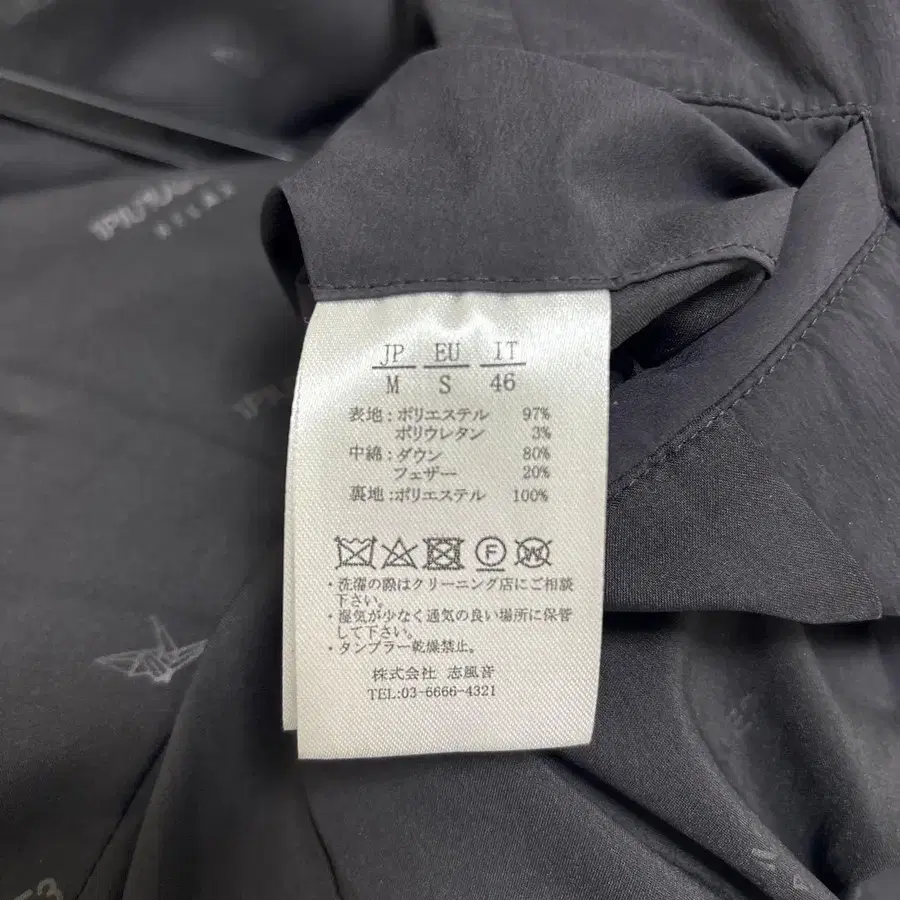 JP EU IT
M S 46
表地:ポリエステル 97%
ポリウレタン 3%
中綿:ダウン 80%
フェザー 20%
裏地:ポリエステル 100%
F W
・洗濯の際はクリーニング店にご相談
下さい。
・湿気が少なく通気の良い場所に保管
して下さい。
・タンブラー乾燥禁止。
株式会社 志風音
TEL:03-6666-4321